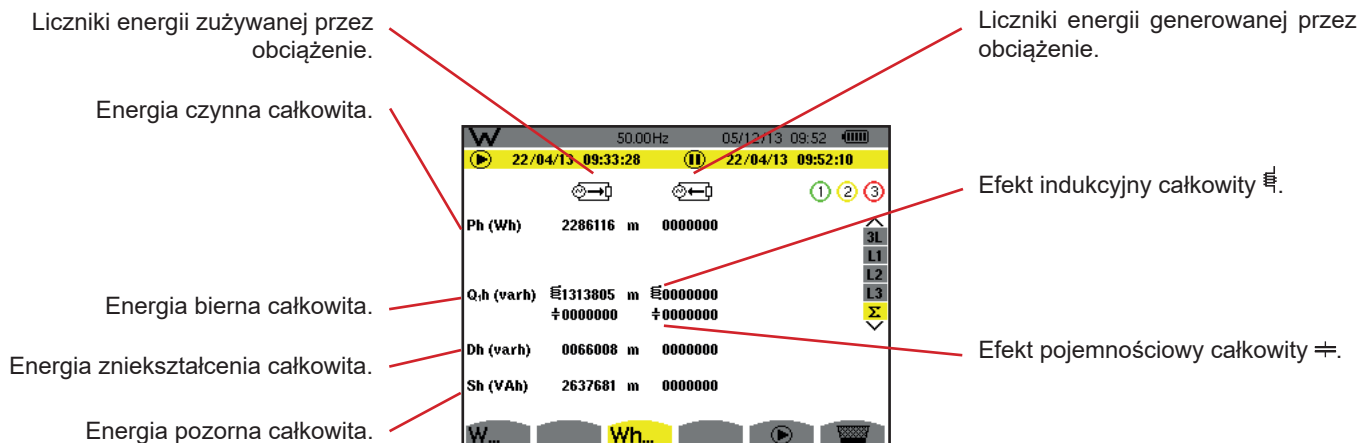 Liczniki energii zużywanej przez
obciążenie.
Liczniki energii generowanej przez
obciążenie.
Energia czynna całkowita.
W 50.00Hz 05/12/13 09:52
22/04/13 09:33:28 22/04/13 09:52:10
1 2 3
Efekt indukcyjny całkowity .
Ph (Wh) 2286116 m 0000000
3L
L1
L2
L3
Σ
Energia bierna całkowita.
Q₁h (varh) 1313805 m 0000000
0000000 0000000
Efekt pojemnościowy całkowity .
Energia zniekształcenia całkowita.
Dh (varh) 0066008 m 0000000
Sh (VAh) 2637681 m 0000000
Energia pozorna całkowita.
W... Wh...